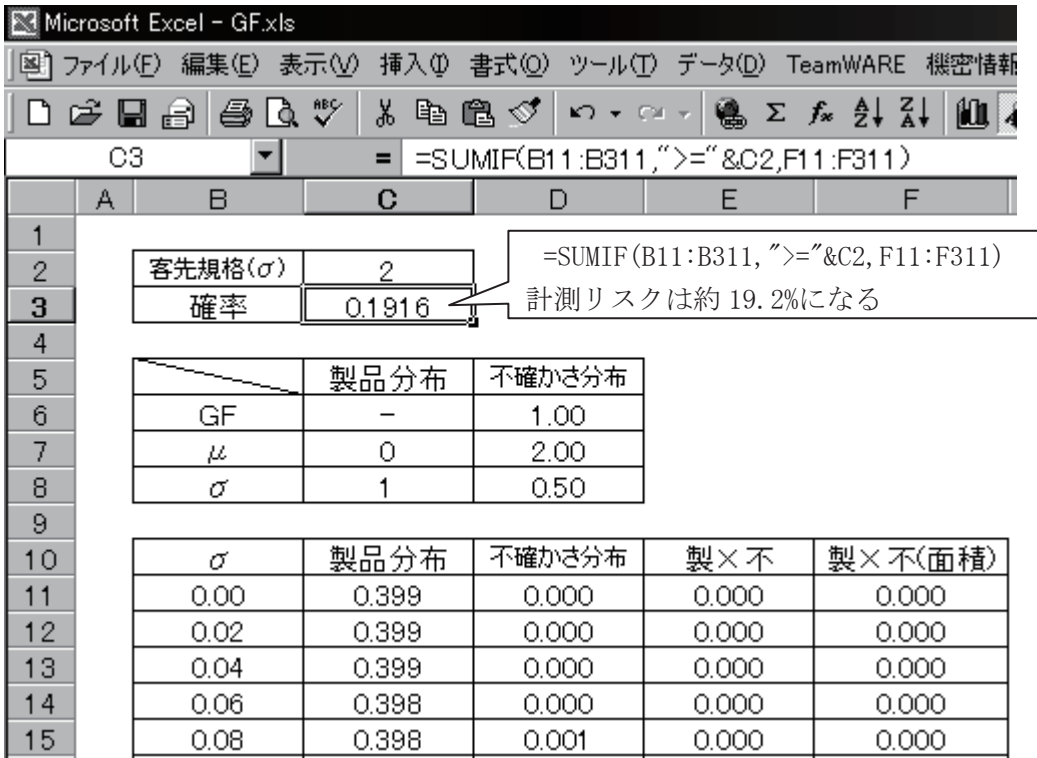 Microsoft Excel - GF.xls
ファイル(F) 編集(E) 表示(V) 挿入(I) 書式(O) ツール(T) データ(D) TeamWARE 機密情報
C3 = =SUMIF(B11:B311,">="&C2,F11:F311)
A B C D E F
1
2 客先規格(σ) 2
=SUMIF(B11:B311,">="&C2,F11:F311)
3 確率 0.1916
計測リスクは約 19.2%になる
4
5 製品分布 不確かさ分布
6 GF - 1.00
7 μ 0 2.00
8 σ 1 0.50
9
10 σ 製品分布 不確かさ分布 製×不 製×不(面積)
11 0.00 0.399 0.000 0.000 0.000
12 0.02 0.399 0.000 0.000 0.000
13 0.04 0.399 0.000 0.000 0.000
14 0.06 0.398 0.000 0.000 0.000
15 0.08 0.398 0.001 0.000 0.000